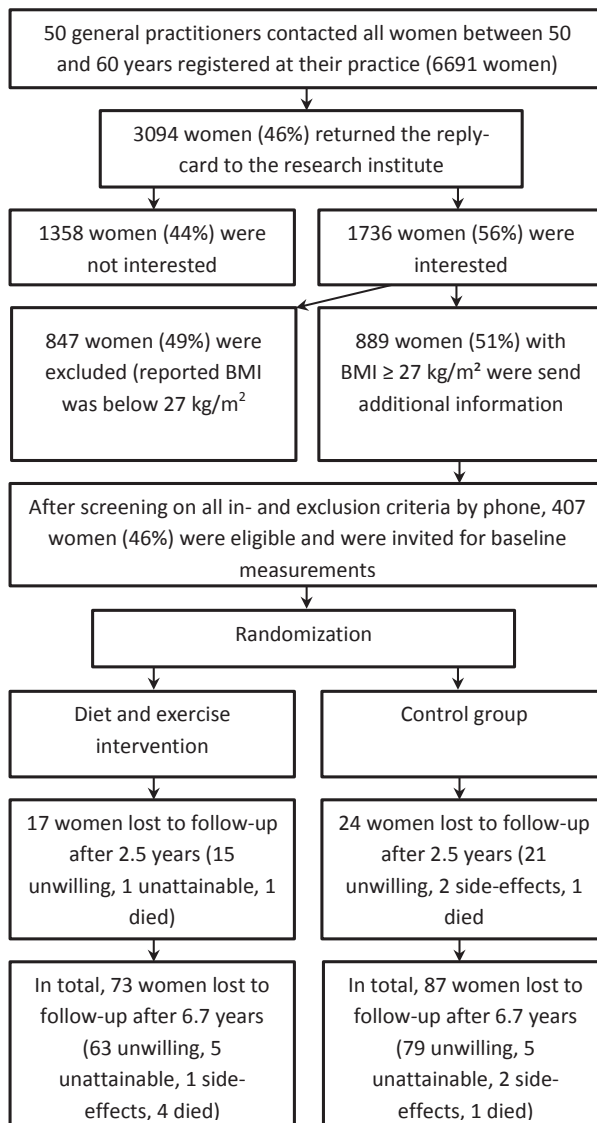 50 general practitioners contacted all women between 50
and 60 years registered at their practice (6691 women)
3094 women (46%) returned the reply-
card to the research institute
1358 women (44%) were
not interested
1736 women (56%) were
interested
847 women (49%) were
excluded (reported BMI
was below 27 kg/m²
889 women (51%) with
BMI ≥ 27 kg/m² were send
additional information
After screening on all in- and exclusion criteria by phone, 407
women (46%) were eligible and were invited for baseline
measurements
Randomization
Diet and exercise
intervention
Control group
17 women lost to follow-up
after 2.5 years (15
unwilling, 1 unattainable, 1
died)
24 women lost to follow-up
after 2.5 years (21
unwilling, 2 side-effects, 1
died
In total, 73 women lost to
follow-up after 6.7 years
(63 unwilling, 5
unattainable, 1 side-
effects, 4 died)
In total, 87 women lost to
follow-up after 6.7 years
(79 unwilling, 5
unattainable, 2 side-
effects, 1 died)